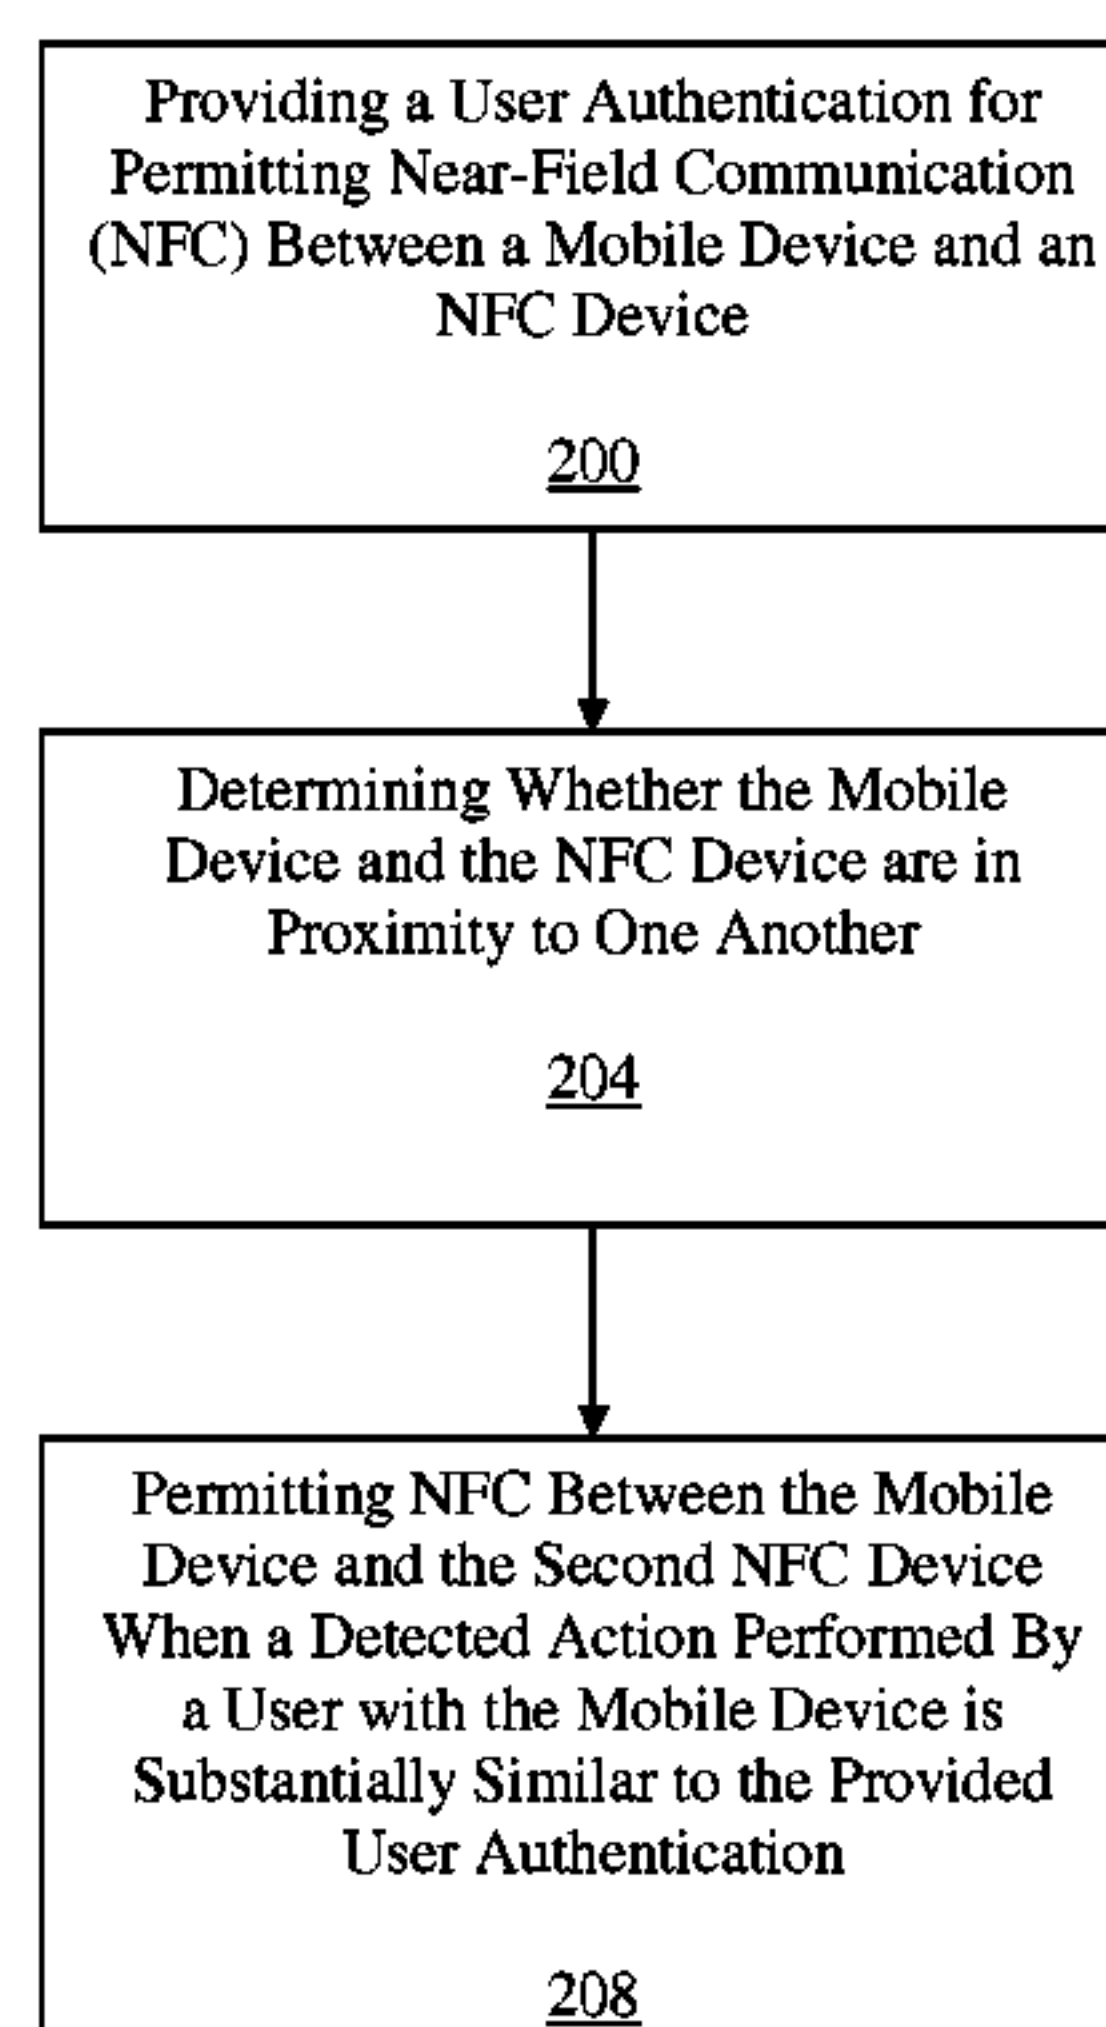 Providing a User Authentication for
Permitting Near-Field Communication
(NFC) Between a Mobile Device and an
NFC Device
200
Determining Whether the Mobile
Device and the NFC Device are in
Proximity to One Another
204
Permitting NFC Between the Mobile
Device and the Second NFC Device
When a Detected Action Performed By
a User with the Mobile Device is
Substantially Similar to the Provided
User Authentication
208